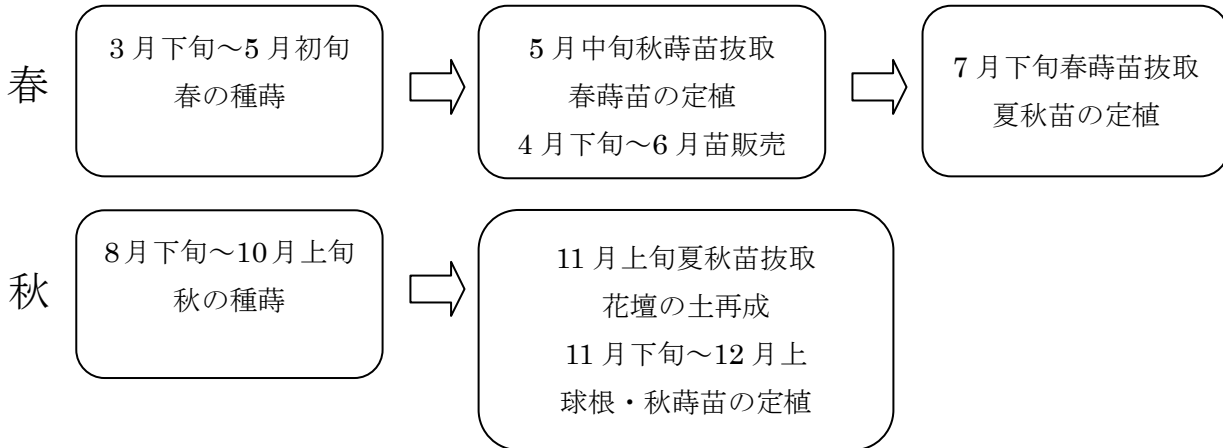 春
3月下旬～5月初旬
春の種蒔
5月中旬秋蒔苗抜取
春蒔苗の定植
4月下旬～6月苗販売
7月下旬春蒔苗抜取
夏秋苗の定植
秋
8月下旬～10月上旬
秋の種蒔
11月上旬夏秋苗抜取
花壇の土再成
11月下旬～12月上
球根・秋蒔苗の定植